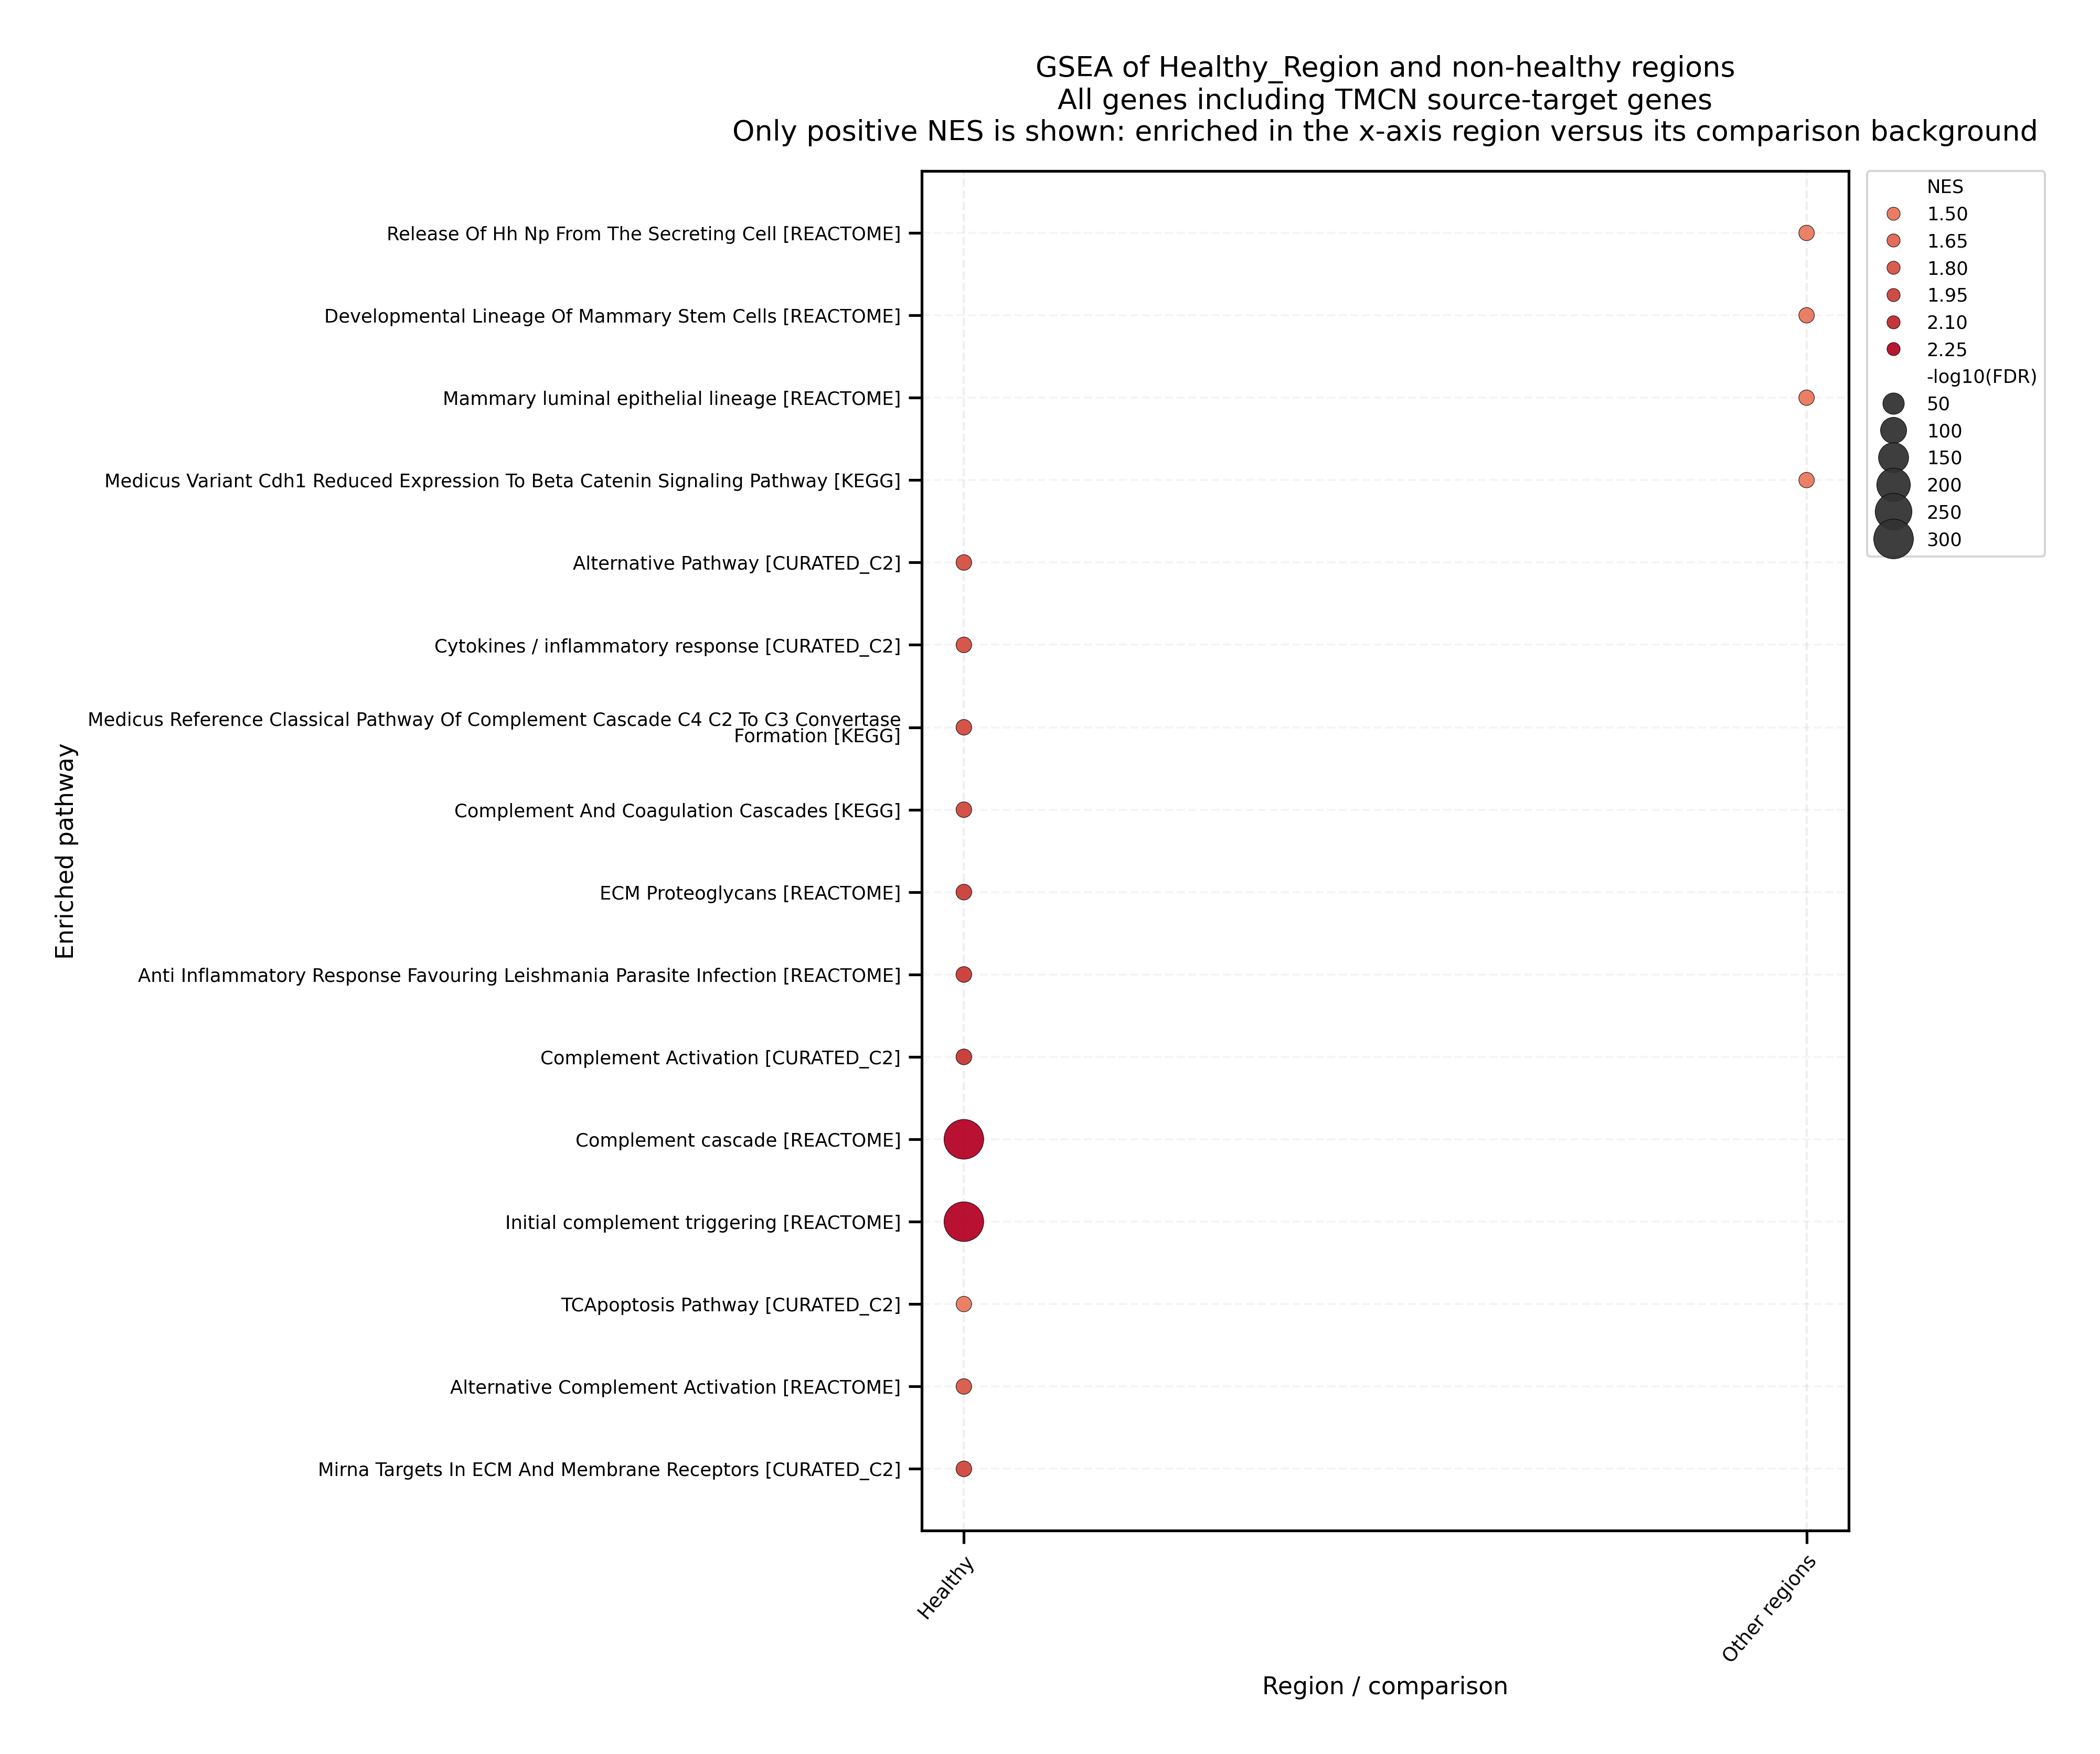 GSEA of Healthy_Region and non-healthy regions
All genes including TMCN source-target genes
Only positive NES is shown: enriched in the x-axis region versus its comparison background
Release Of Hh Np From The Secreting Cell [REACTOME]
Developmental Lineage Of Mammary Stem Cells [REACTOME]
Mammary luminal epithelial lineage [REACTOME]
Medicus Variant Cdh1 Reduced Expression To Beta Catenin Signaling Pathway [KEGG]
Alternative Pathway [CURATED_C2]
Cytokines / inflammatory response [CURATED_C2]
Medicus Reference Classical Pathway Of Complement Cascade C4 C2 To C3 Convertase
Formation [KEGG]
Complement And Coagulation Cascades [KEGG]
ECM Proteoglycans [REACTOME]
Anti Inflammatory Response Favouring Leishmania Parasite Infection [REACTOME]
Complement Activation [CURATED_C2]
Complement cascade [REACTOME]
Initial complement triggering [REACTOME]
TCApoptosis Pathway [CURATED_C2]
Alternative Complement Activation [REACTOME]
Mirna Targets In ECM And Membrane Receptors [CURATED_C2]
Enriched pathway
Healthy
Other regions
Region / comparison
NES
1.50
1.65
1.80
1.95
2.10
2.25
-log10(FDR)
50
100
150
200
250
300